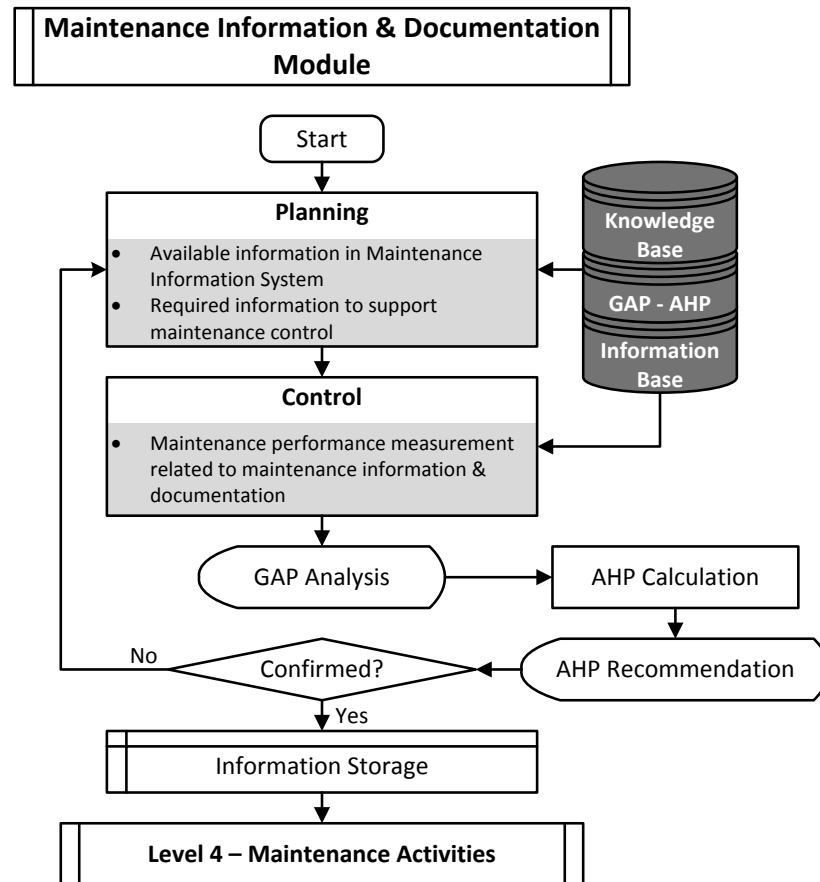 Maintenance Information & Documentation
Module
Start
Planning
• Available information in Maintenance
Information System
• Required information to support
maintenance control
Knowledge
Base
GAP - AHP
Information
Base
Control
• Maintenance performance measurement
related to maintenance information &
documentation
GAP Analysis
AHP Calculation
AHP Recommendation
Confirmed?
No
Yes
Information Storage
Level 4 – Maintenance Activities